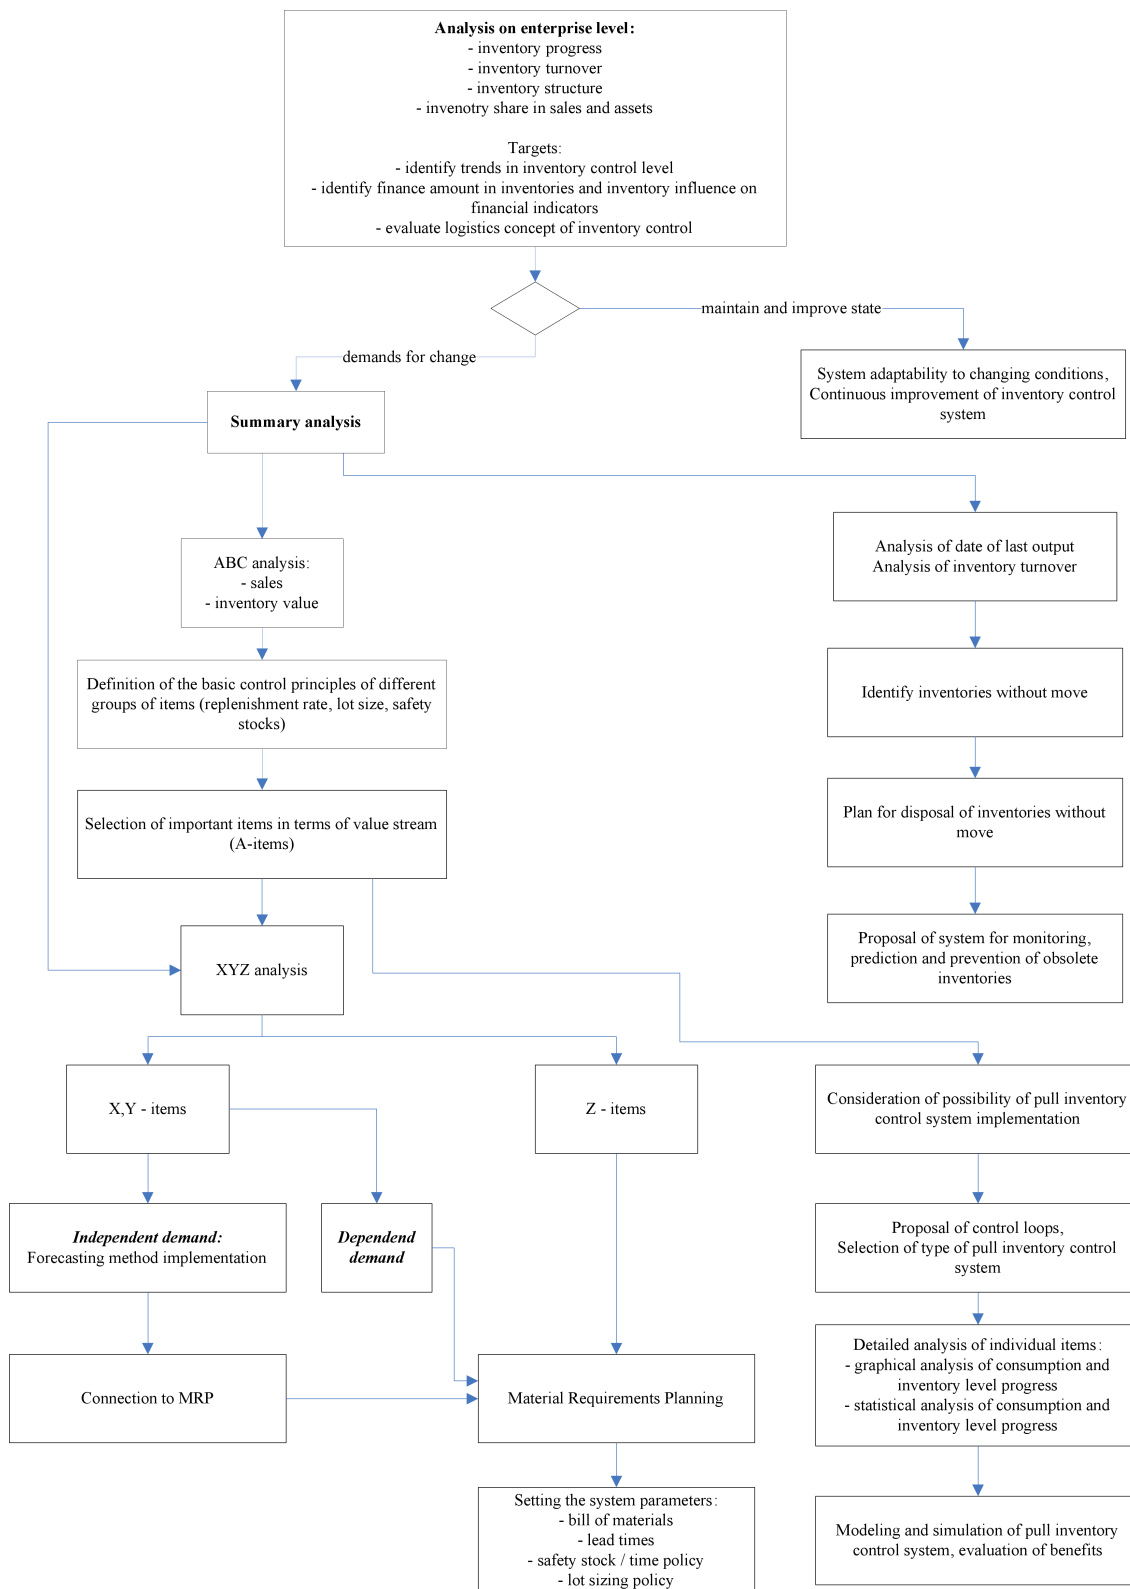 Analysis on enterprise level:
- inventory progress
- inventory turnover
- inventory structure
- invenotry share in sales and assets
Targets:
- identify trends in inventory control level
- identify finance amount in inventories and inventory influence on
financial indicators
- evaluate logistics concept of inventory control
maintain and improve state
demands for change
System adaptability to changing conditions,
Continuous improvement of inventory control
system
Summary analysis
Analysis of date of last output
Analysis of inventory turnover
ABC analysis:
- sales
- inventory value
Identify inventories without move
Definition of the basic control principles of different
groups of items (replenishment rate, lot size, safety
stocks)
Plan for disposal of inventories without
move
Selection of important items in terms of value stream
(A-items)
Proposal of system for monitoring,
prediction and prevention of obsolete
inventories
XYZ analysis
X,Y - items
Z - items
Consideration of possibility of pull inventory
control system implementation
Independent demand:
Forecasting method implementation
Dependend
demand
Proposal of control loops,
Selection of type of pull inventory control
system
Connection to MRP
Material Requirements Planning
Detailed analysis of individual items:
- graphical analysis of consumption and
inventory level progress
- statistical analysis of consumption and
inventory level progress
Setting the system parameters:
- bill of materials
- lead times
- safety stock / time policy
- lot sizing policy
Modeling and simulation of pull inventory
control system, evaluation of benefits